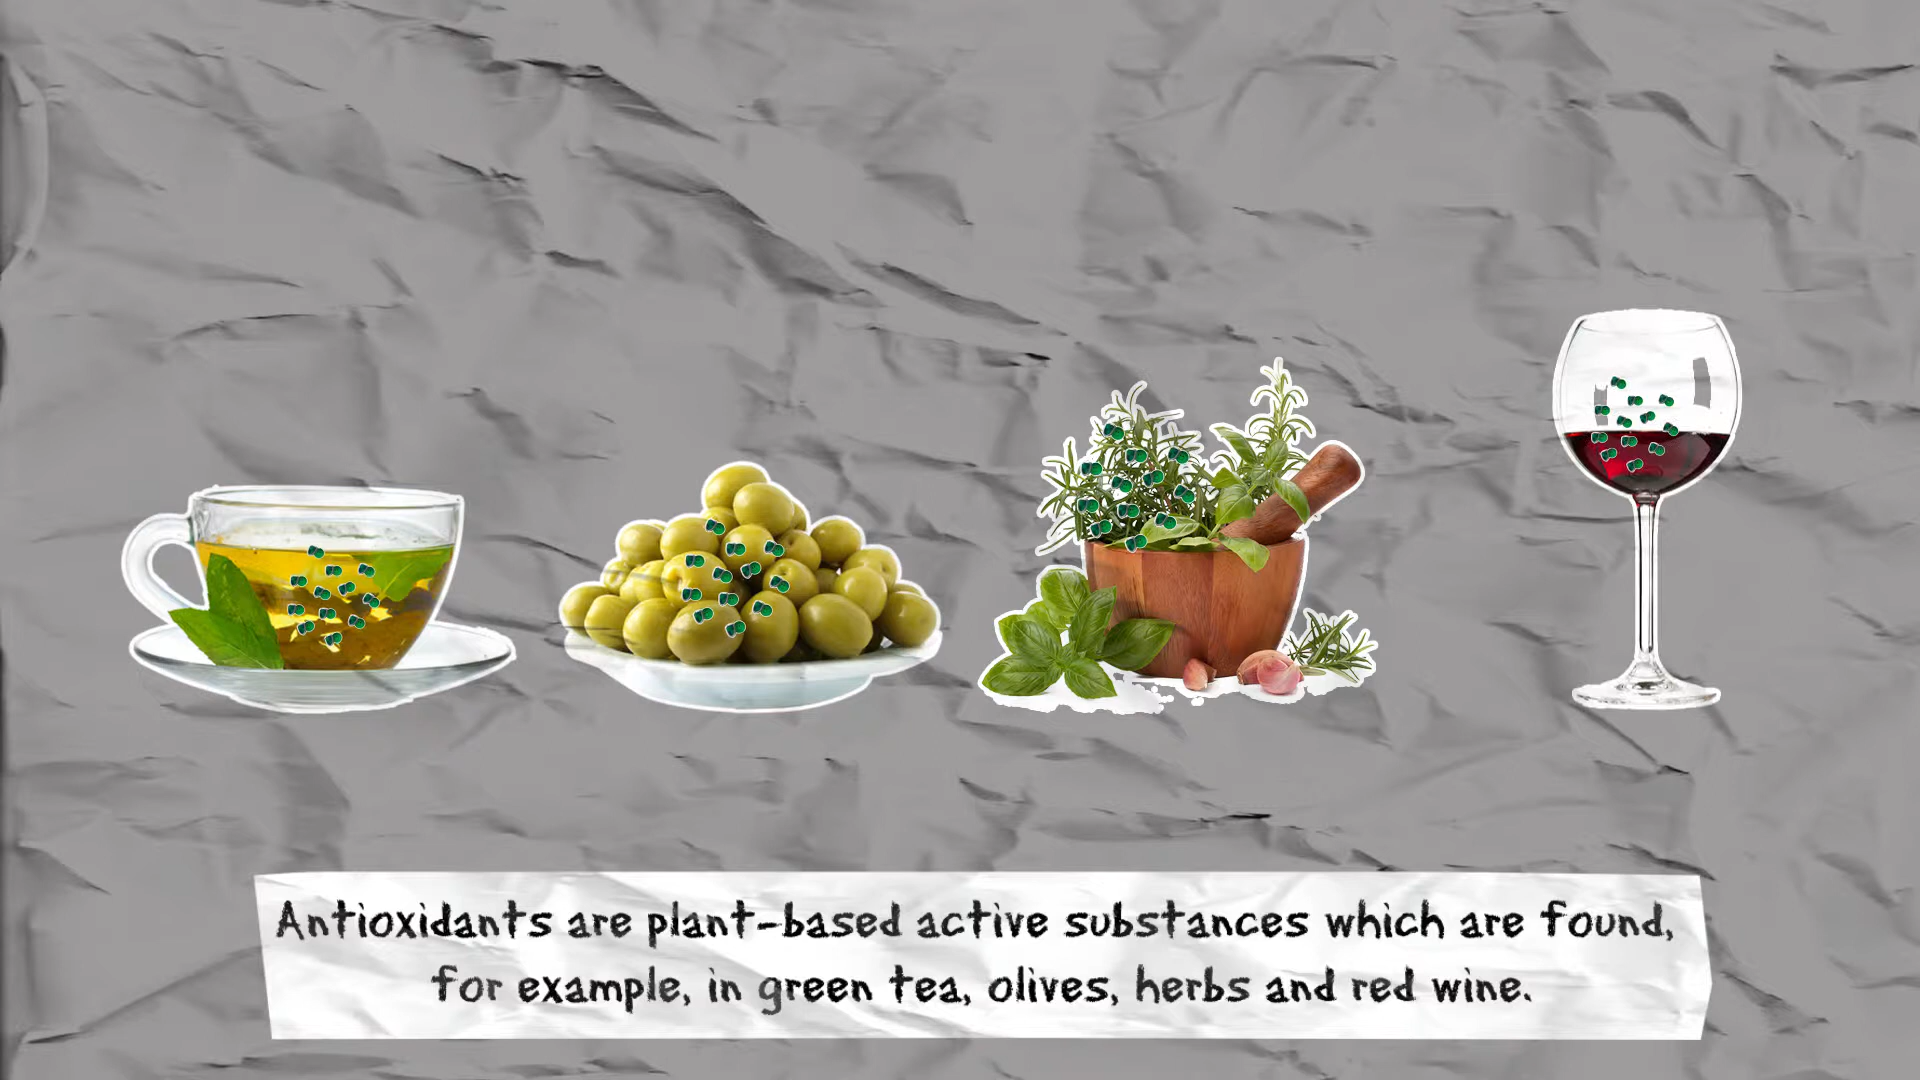 Antioxidants are plant-based active substances which are found,
for example, in green tea, olives, herbs and red wine.